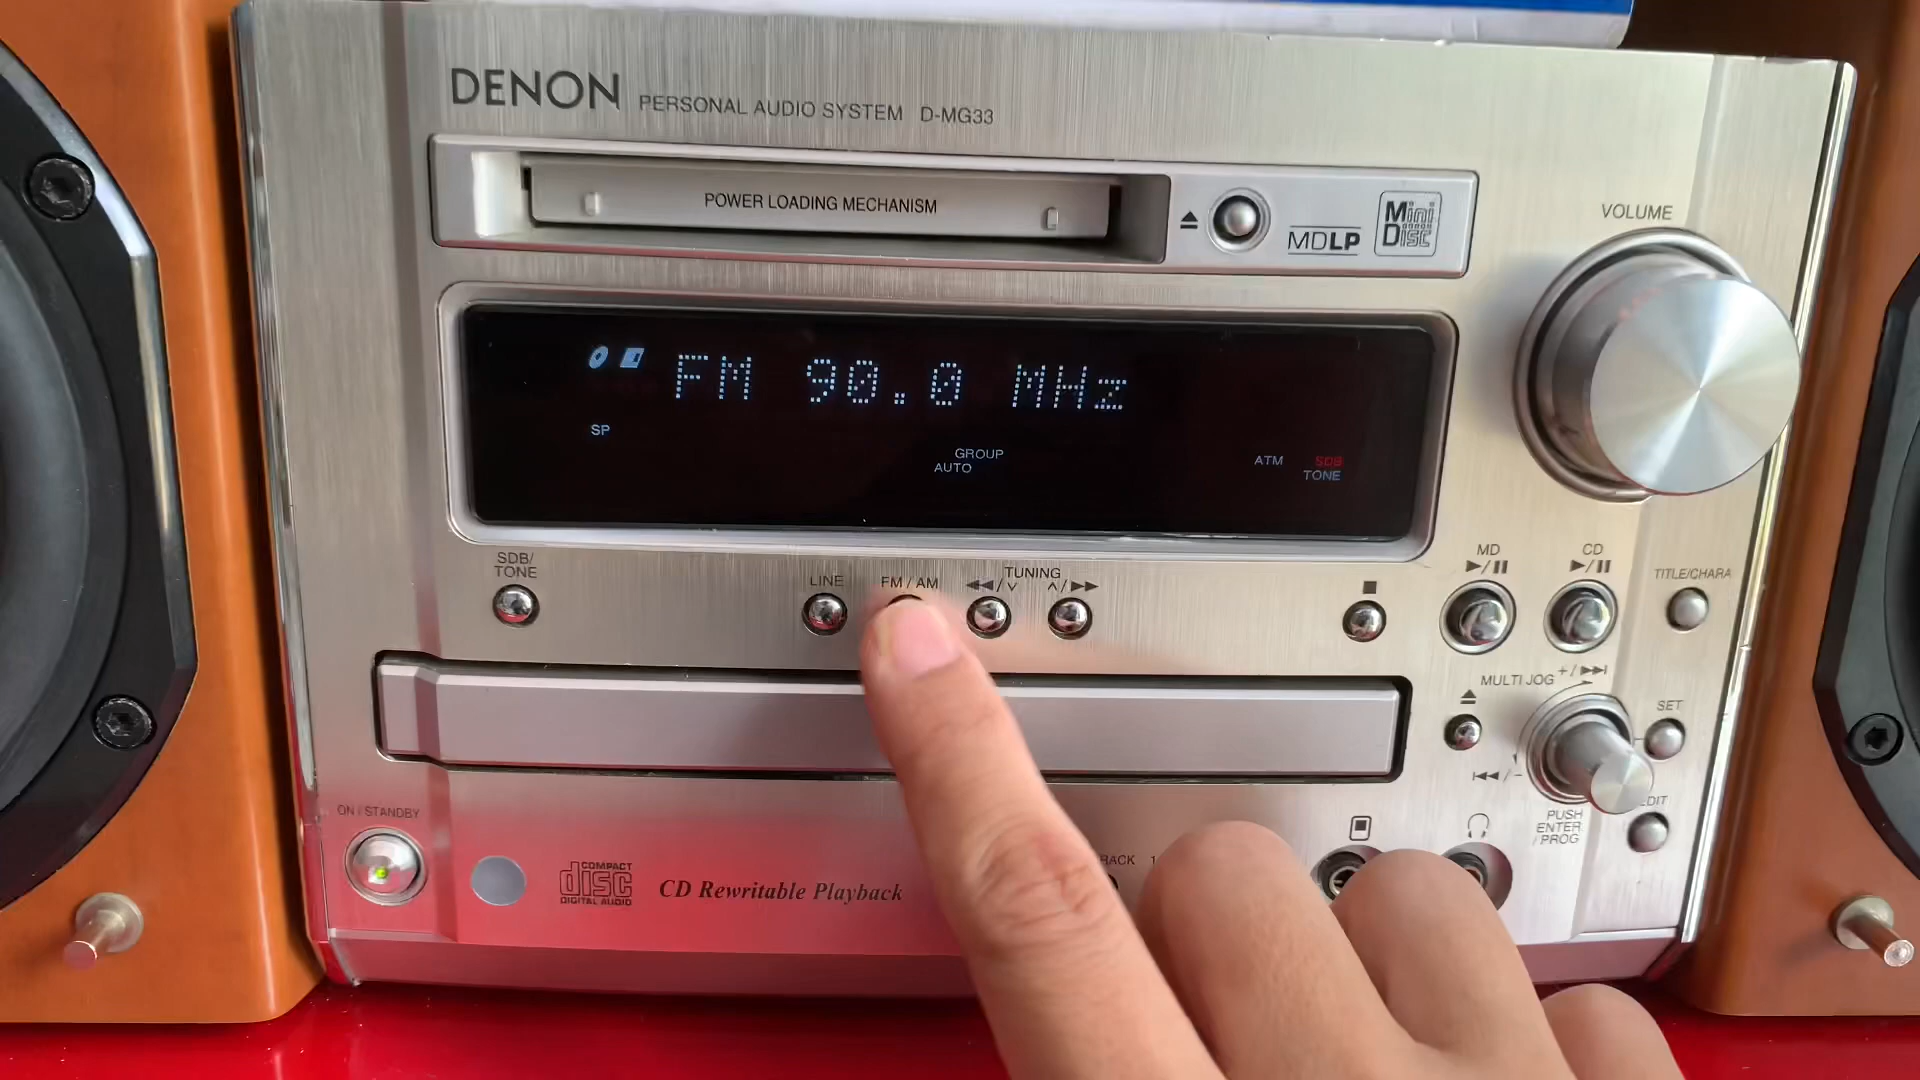 DENON PERSONAL AUDIO SYSTEM D-MG33
POWER LOADING MECHANISM
MDLP
Mini Disc
VOLUME
FM 90.0 MHz
SP
GROUP
AUTO
ATM
SDB
TONE
SDB/
TONE
LINE
FM / AM
TUNING
MD
CD
TITLE/CHARA
MULTI JOG
SET
EDIT
PUSH
ENTER
/ PROG
ON / STANDBY
COMPACT
disc
DIGITAL AUDIO
CD Rewritable Playback